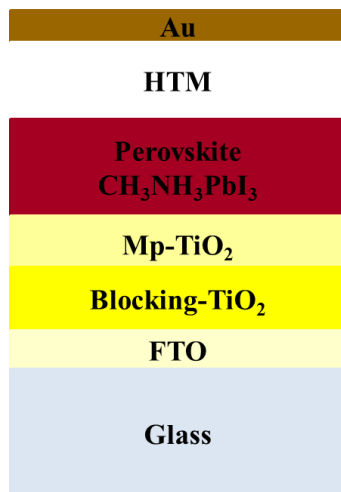 Au
HTM
Perovskite
CH₃NH₃PbI₃
Mp-TiO₂
Blocking-TiO₂
FTO
Glass